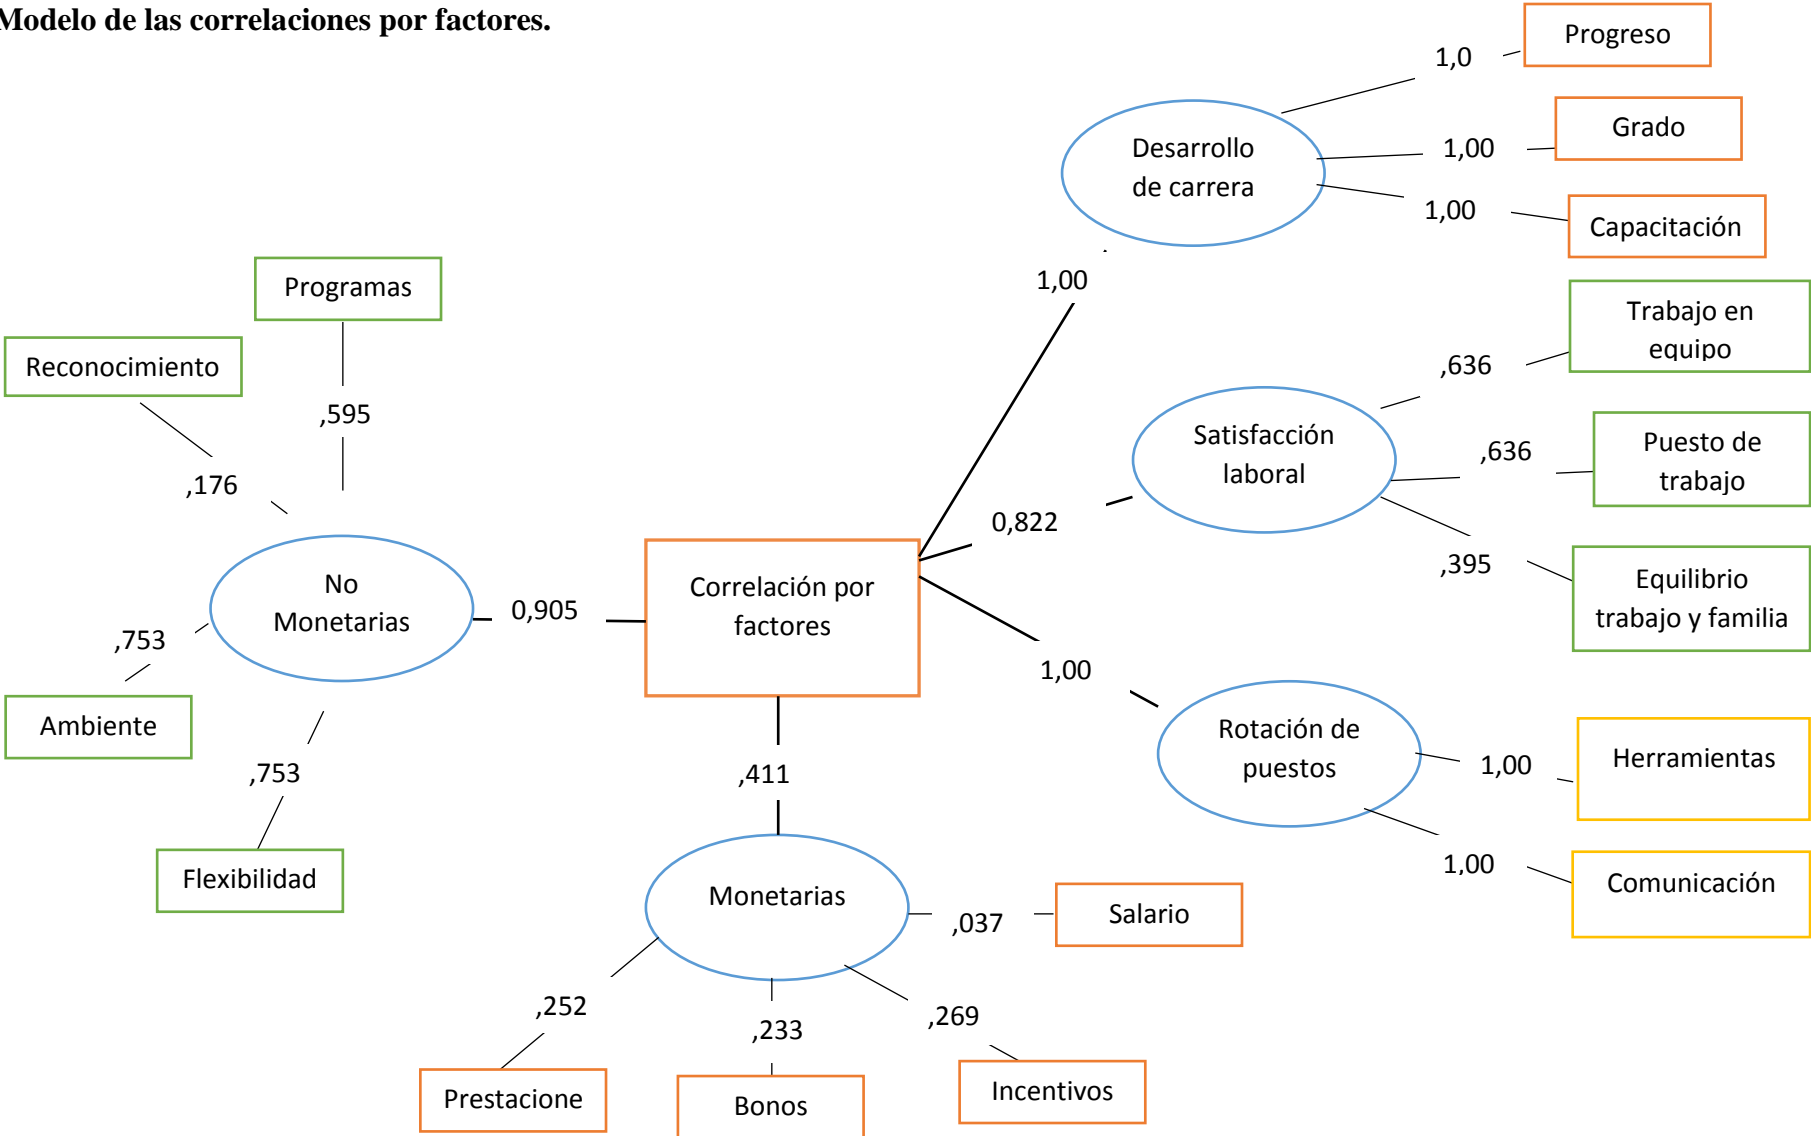 Modelo de las correlaciones por factores.
Progreso
1,0
Grado
1,00
Desarrollo
de carrera
1,00
Capacitación
1,00
Programas
Reconocimiento
,595
,176
Trabajo en
equipo
,636
Satisfacción
laboral
,636
Puesto de
trabajo
0,822
,395
Equilibrio
trabajo y familia
No
Monetarias
0,905
Correlación por
factores
,753
Ambiente
,753
Flexibilidad
1,00
Rotación de
puestos
1,00
Herramientas
1,00
Comunicación
,411
Monetarias
,037
Salario
,252
,233
,269
Prestacione
Bonos
Incentivos